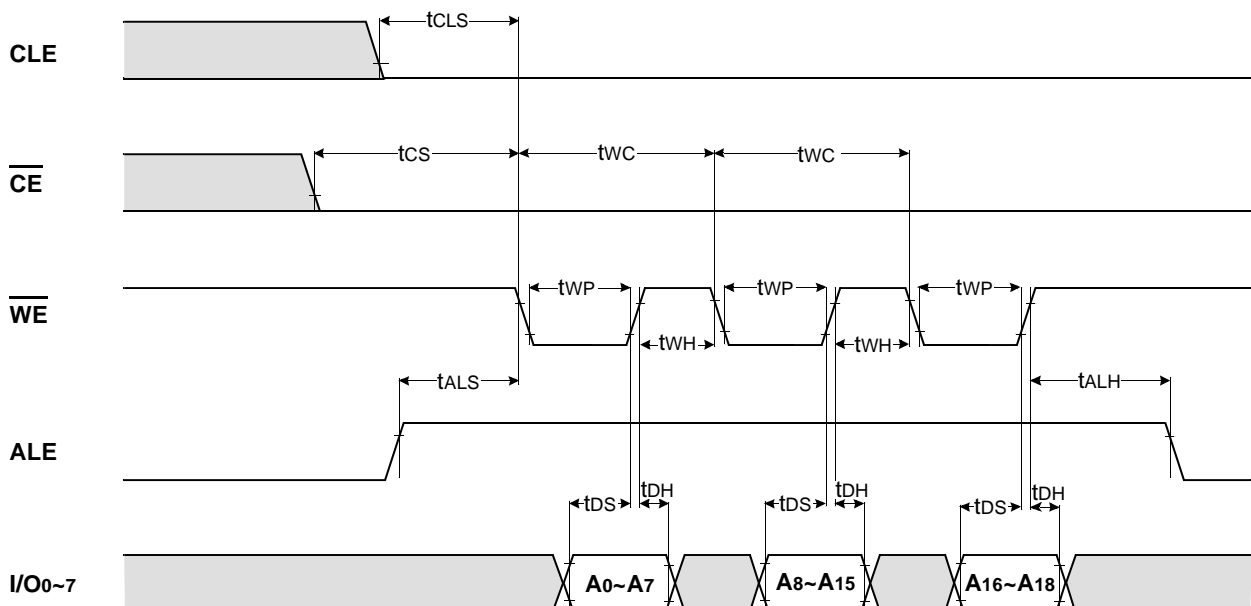 tCLS
CLE
tCS tWC tWC
CE
tWP tWP tWP
WE
tWH tWH
tALS tALH
ALE
tDS tDH tDS tDH tDS tDH
I/O0~7 A0~A7 A8~A15 A16~A18